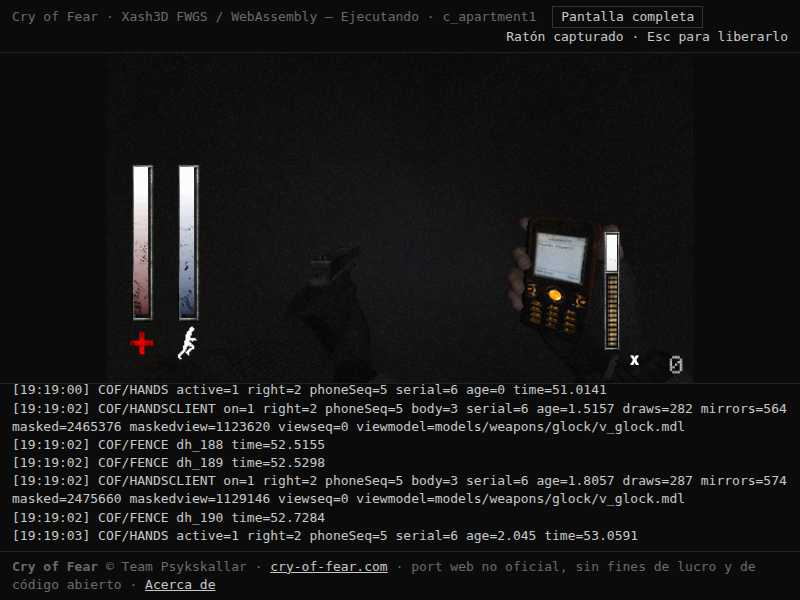 Cry of Fear · Xash3D FWGS / WebAssembly — Ejecutando · c_apartment1
Pantalla completa
Ratón capturado · Esc para liberarlo
x
0
[19:19:00] COF/HANDS active=1 right=2 phoneSeq=5 serial=6 age=0 time=51.0141
[19:19:02] COF/HANDSCLIENT on=1 right=2 phoneSeq=5 body=3 serial=6 age=1.5157 draws=282 mirrors=564
masked=2465376 maskedview=1123620 viewseq=0 viewmodel=models/weapons/glock/v_glock.mdl
[19:19:02] COF/FENCE dh_188 time=52.5155
[19:19:02] COF/FENCE dh_189 time=52.5298
[19:19:02] COF/HANDSCLIENT on=1 right=2 phoneSeq=5 body=3 serial=6 age=1.8057 draws=287 mirrors=574
masked=2475660 maskedview=1129146 viewseq=0 viewmodel=models/weapons/glock/v_glock.mdl
[19:19:02] COF/FENCE dh_190 time=52.7284
[19:19:03] COF/HANDS active=1 right=2 phoneSeq=5 serial=6 age=2.045 time=53.0591
Cry of Fear © Team Psykskallar · cry-of-fear.com · port web no oficial, sin fines de lucro y de
código abierto · Acerca de